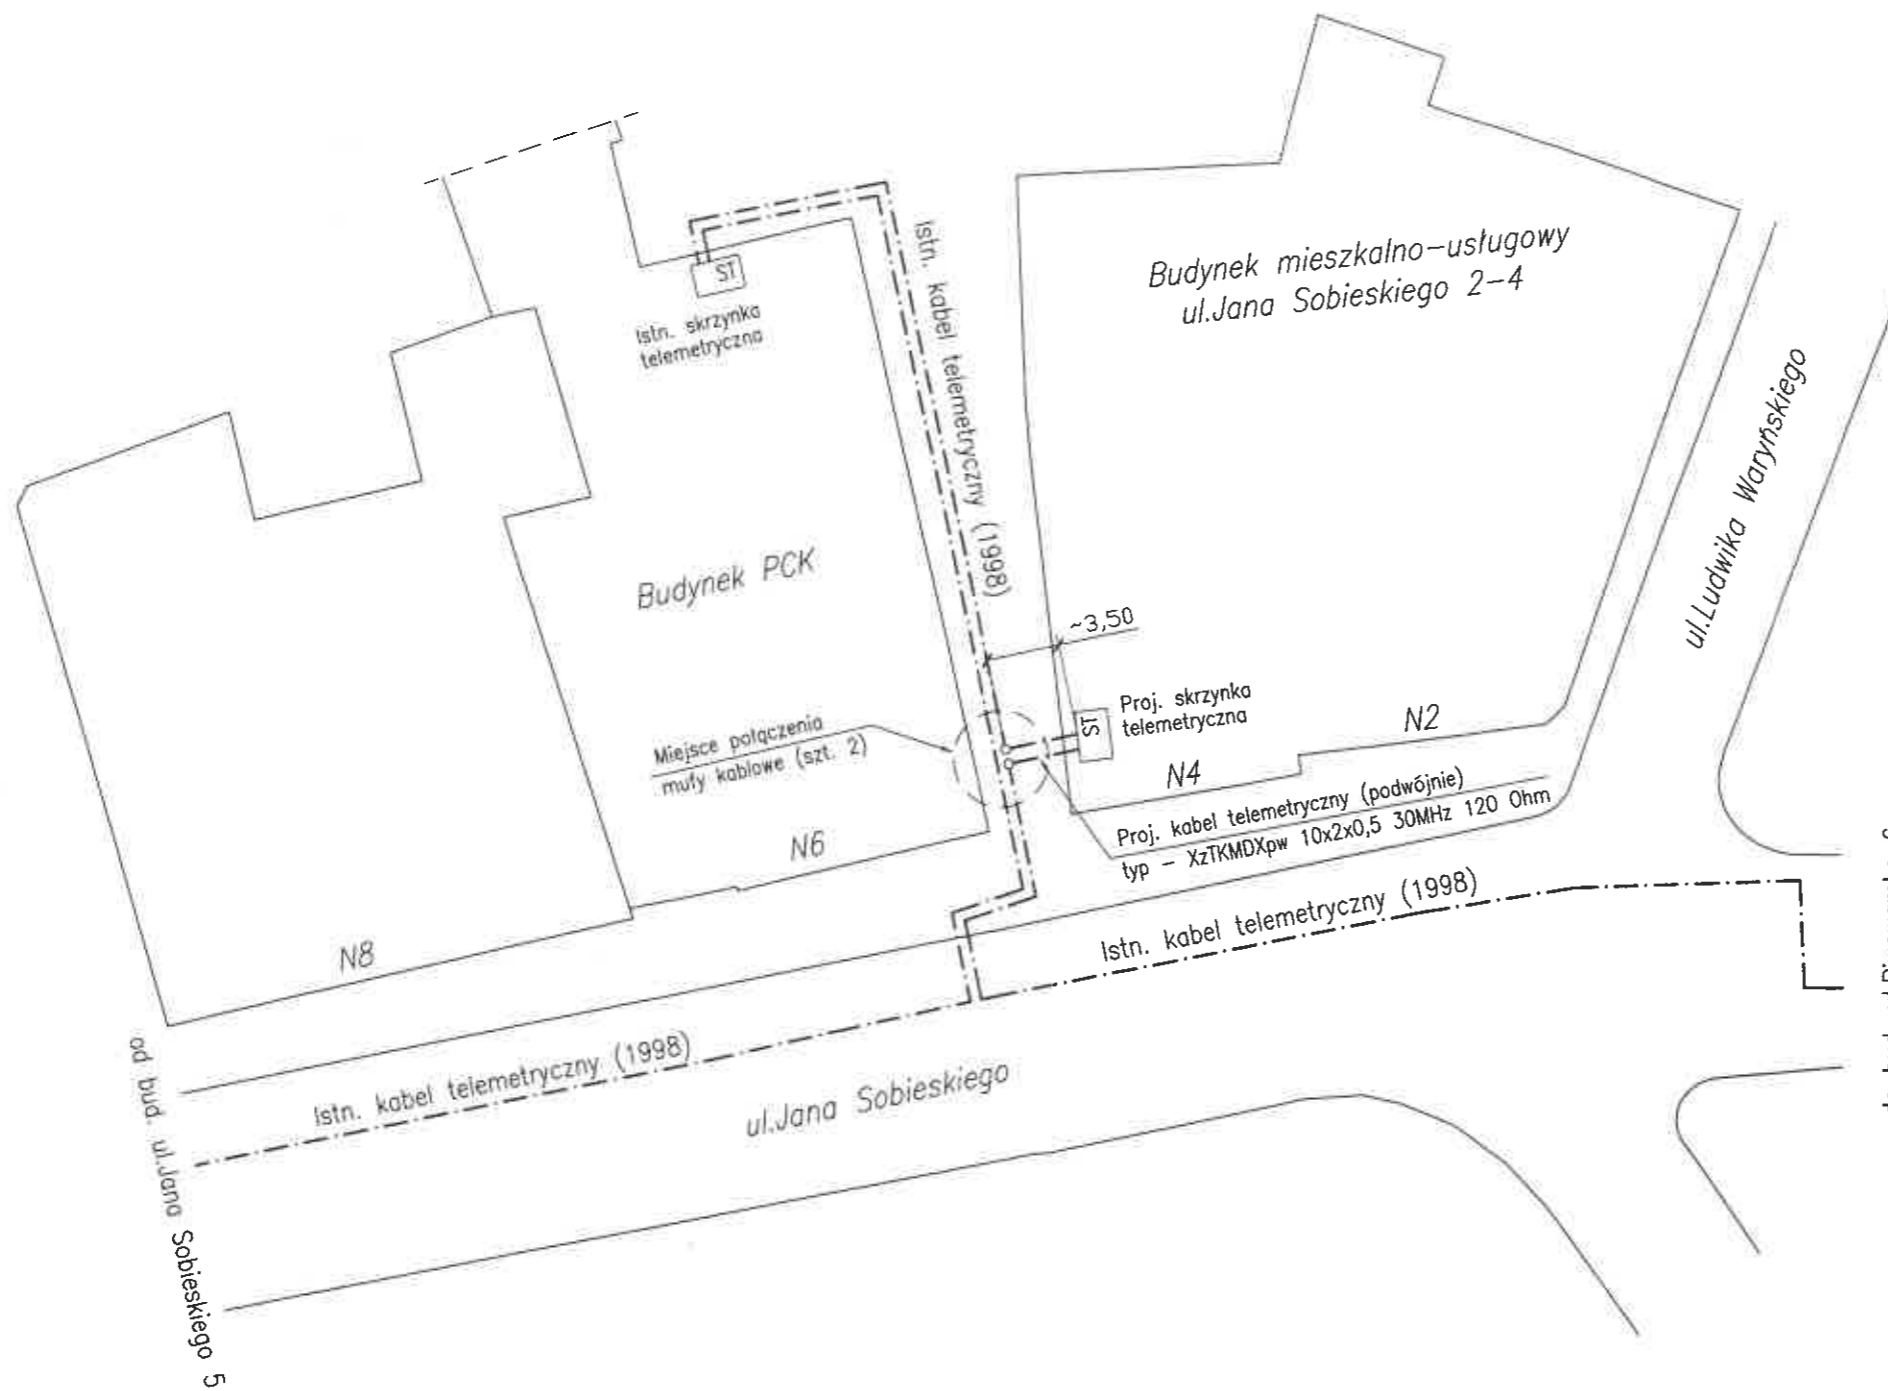 Budynek mieszkalno-usługowy
ul.Jana Sobieskiego 2-4
ST
Istn. skrzynka
telemetryczna
Istn. kabel telemetryczny (1998)
ul.Ludwika Waryńskiego
Budynek PCK
~3,50
ST
Proj. skrzynka
telemetryczna
Miejsce połączenia
mufy kablowe (szt. 2)
N2
N4
Proj. kabel telemetryczny (podwójnie)
typ - XzTKMDXpw 10x2x0,5 30MHz 120 Ohm
N6
N8
Istn. kabel telemetryczny (1998)
Istn. kabel telemetryczny (1998)
ul.Jana Sobieskiego
od bud. ul.Jana Sobieskiego 5